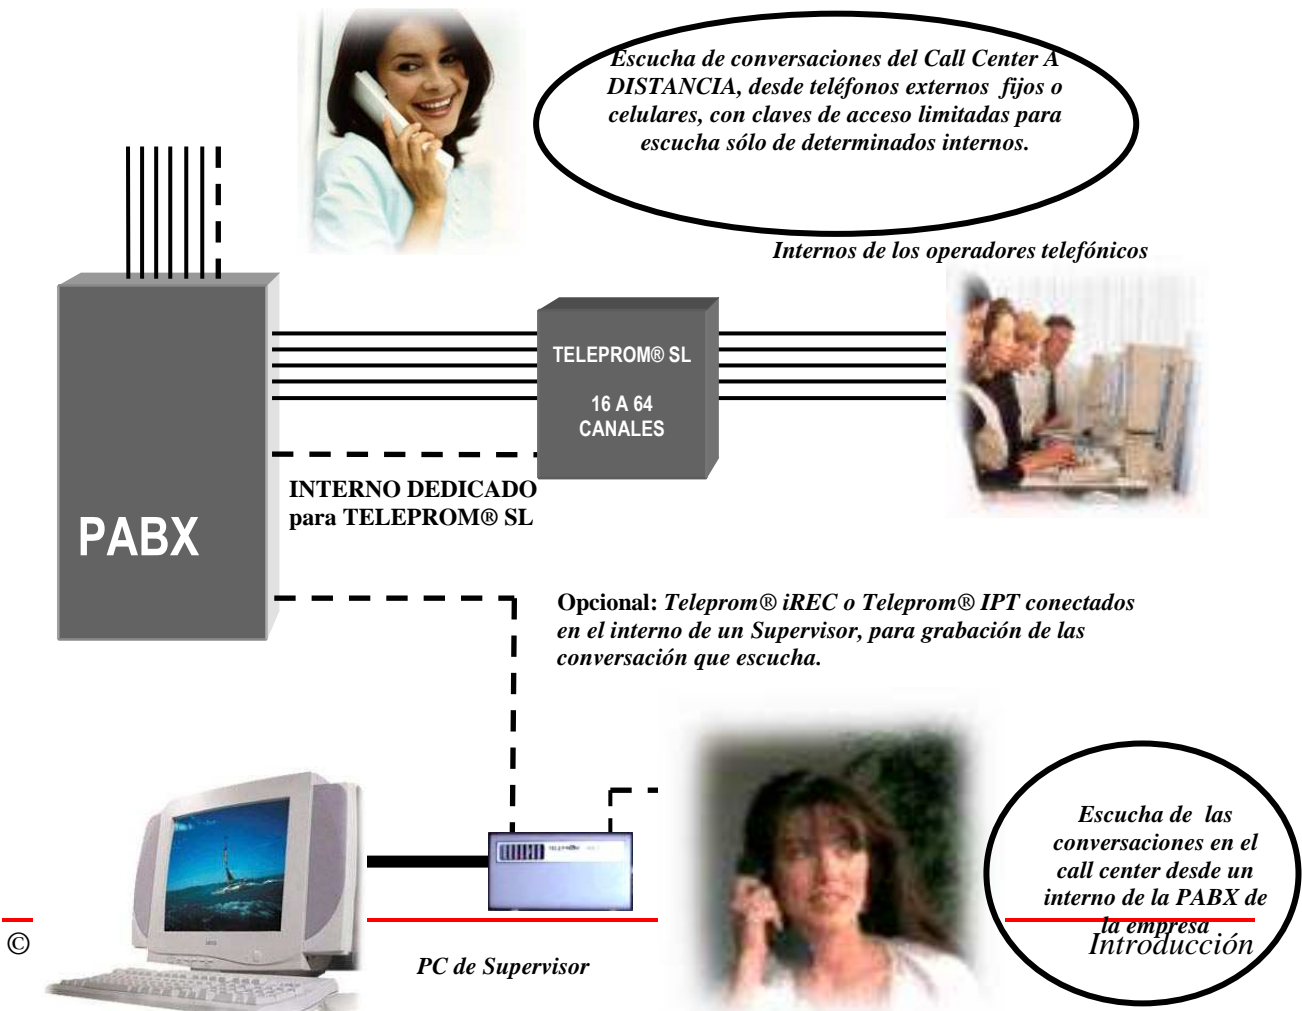 Escucha de conversaciones del Call Center A
DISTANCIA, desde teléfonos externos fijos o
celulares, con claves de acceso limitadas para
escucha sólo de determinados internos.
Internos de los operadores telefónicos
TELEPROM® SL
16 A 64
CANALES
INTERNO DEDICADO
para TELEPROM® SL
PABX
Opcional: Teleprom® iREC o Teleprom® IPT conectados
en el interno de un Supervisor, para grabación de las
conversación que escucha.
Escucha de las
conversaciones en el
call center desde un
interno de la PABX de
la empresa
TELEPROM
©
PC de Supervisor
Introducción